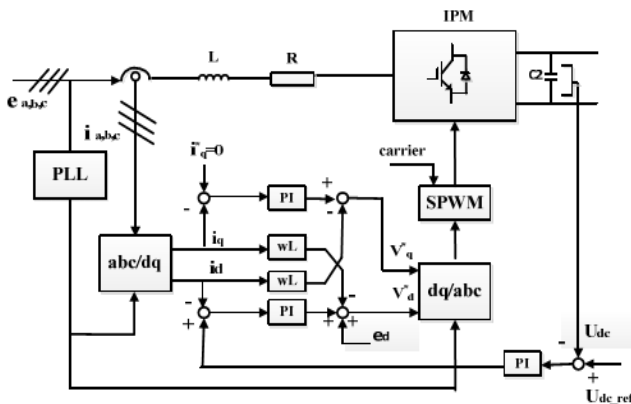 IPM
L
R
C2
e a,b,c
i a,b,c
i*q=0
carrier
PLL
PI
+
-
-
SPWM
abc/dq
iq
wL
V*q
id
wL
V*d
dq/abc
-
-
+
PI
+
+
ed
Udc
-
PI
+
Udc_ref